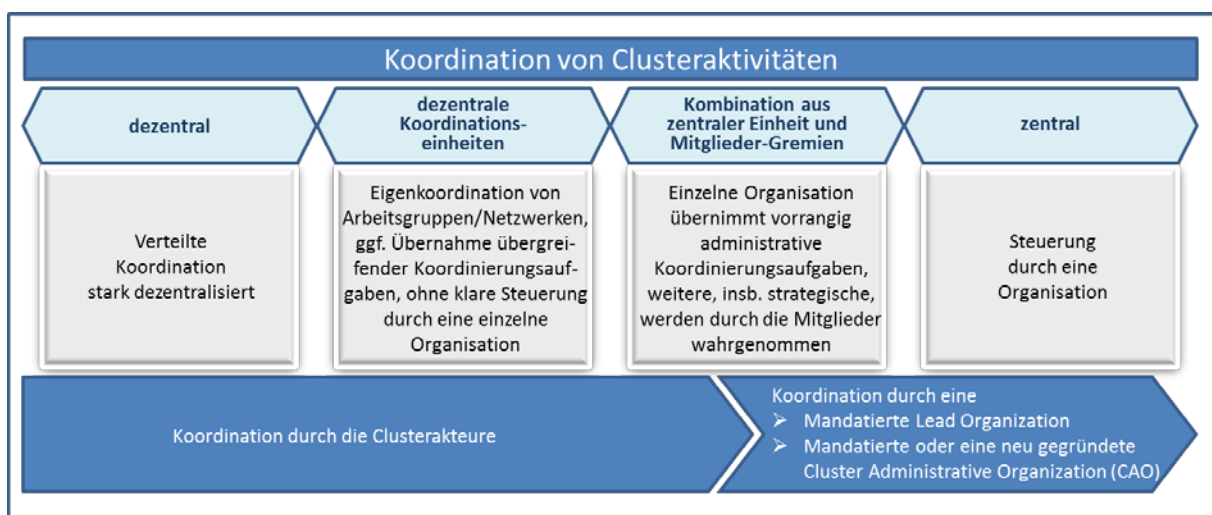 Koordination von Clusteraktivitäten
dezentral
dezentrale
Koordinations-
einheiten
Kombination aus
zentraler Einheit und
Mitglieder-Gremien
zentral
Verteilte
Koordination
stark dezentralisiert
Eigenkoordination von
Arbeitsgruppen/Netzwerken,
ggf. Übernahme übergrei-
fender Koordinierungsauf-
gaben, ohne klare Steuerung
durch eine einzelne
Organisation
Einzelne Organisation
übernimmt vorrangig
administrative
Koordinierungsaufgaben,
weitere, insb. strategische,
werden durch die Mitglieder
wahrgenommen
Steuerung
durch eine
Organisation
Koordination durch die Clusterakteure
Koordination durch eine
➢ Mandatierte Lead Organization
➢ Mandatierte oder eine neu gegründete
Cluster Administrative Organization (CAO)